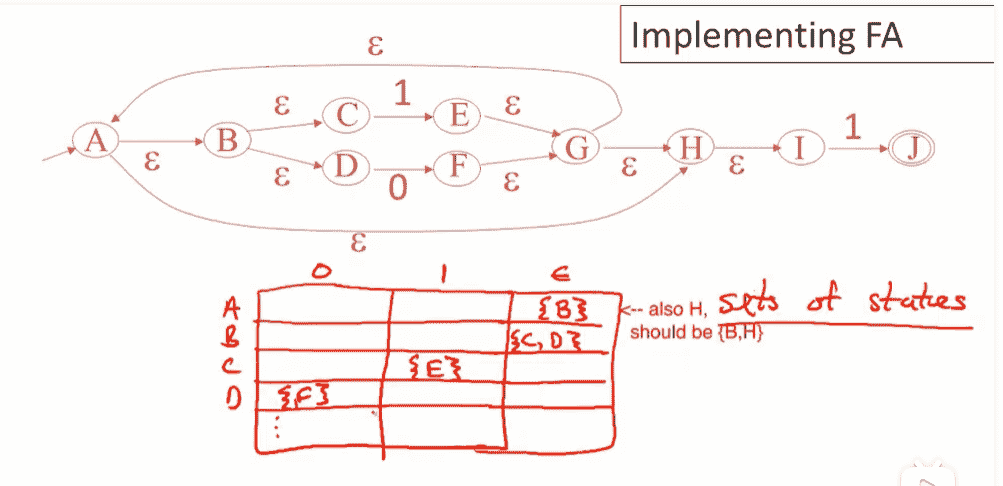 Implementing FA
ε
ε C 1 E ε
A ε B G ε H ε I 1 J
ε D 0 F ε
ε
0 1 ε
A {B} <-- also H, sets of states
should be {B,H}
B {C, D}
C {E}
D {F}
⋮